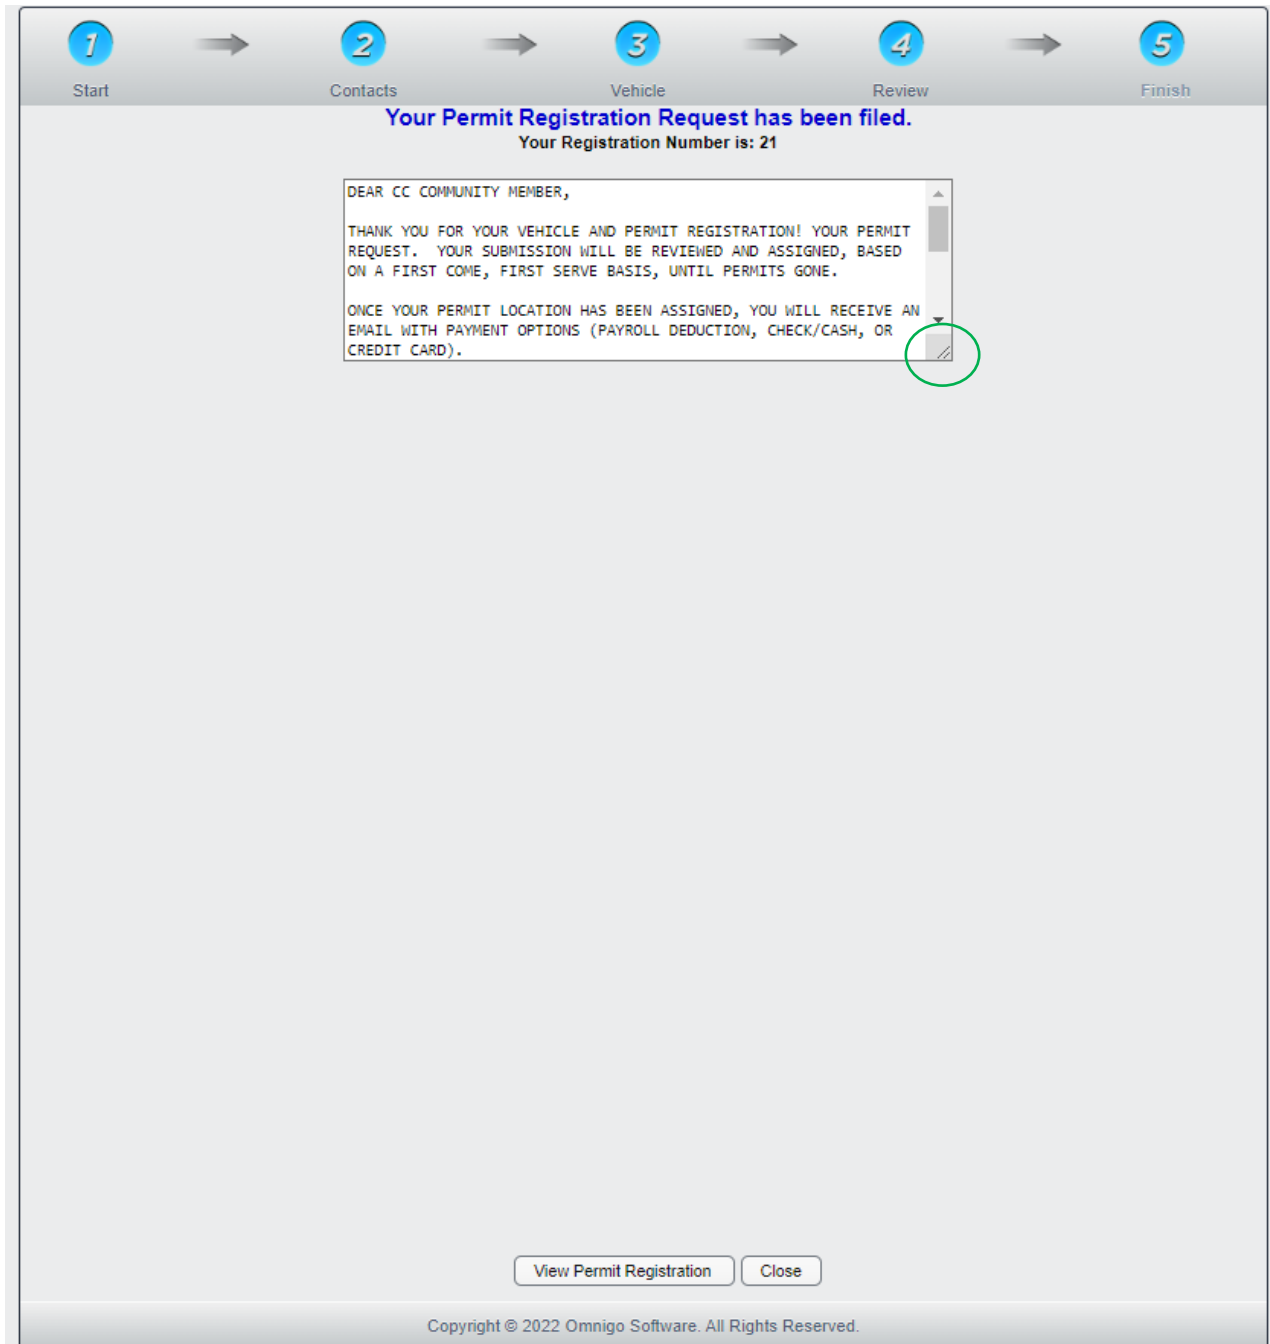 1 2 3 4 5
Start Contacts Vehicle Review Finish
Your Permit Registration Request has been filed.
Your Registration Number is: 21
DEAR CC COMMUNITY MEMBER,
THANK YOU FOR YOUR VEHICLE AND PERMIT REGISTRATION! YOUR PERMIT
REQUEST.  YOUR SUBMISSION WILL BE REVIEWED AND ASSIGNED, BASED
ON A FIRST COME, FIRST SERVE BASIS, UNTIL PERMITS GONE.
ONCE YOUR PERMIT LOCATION HAS BEEN ASSIGNED, YOU WILL RECEIVE AN
EMAIL WITH PAYMENT OPTIONS (PAYROLL DEDUCTION, CHECK/CASH, OR
CREDIT CARD).
View Permit Registration Close
Copyright © 2022 Omnigo Software. All Rights Reserved.